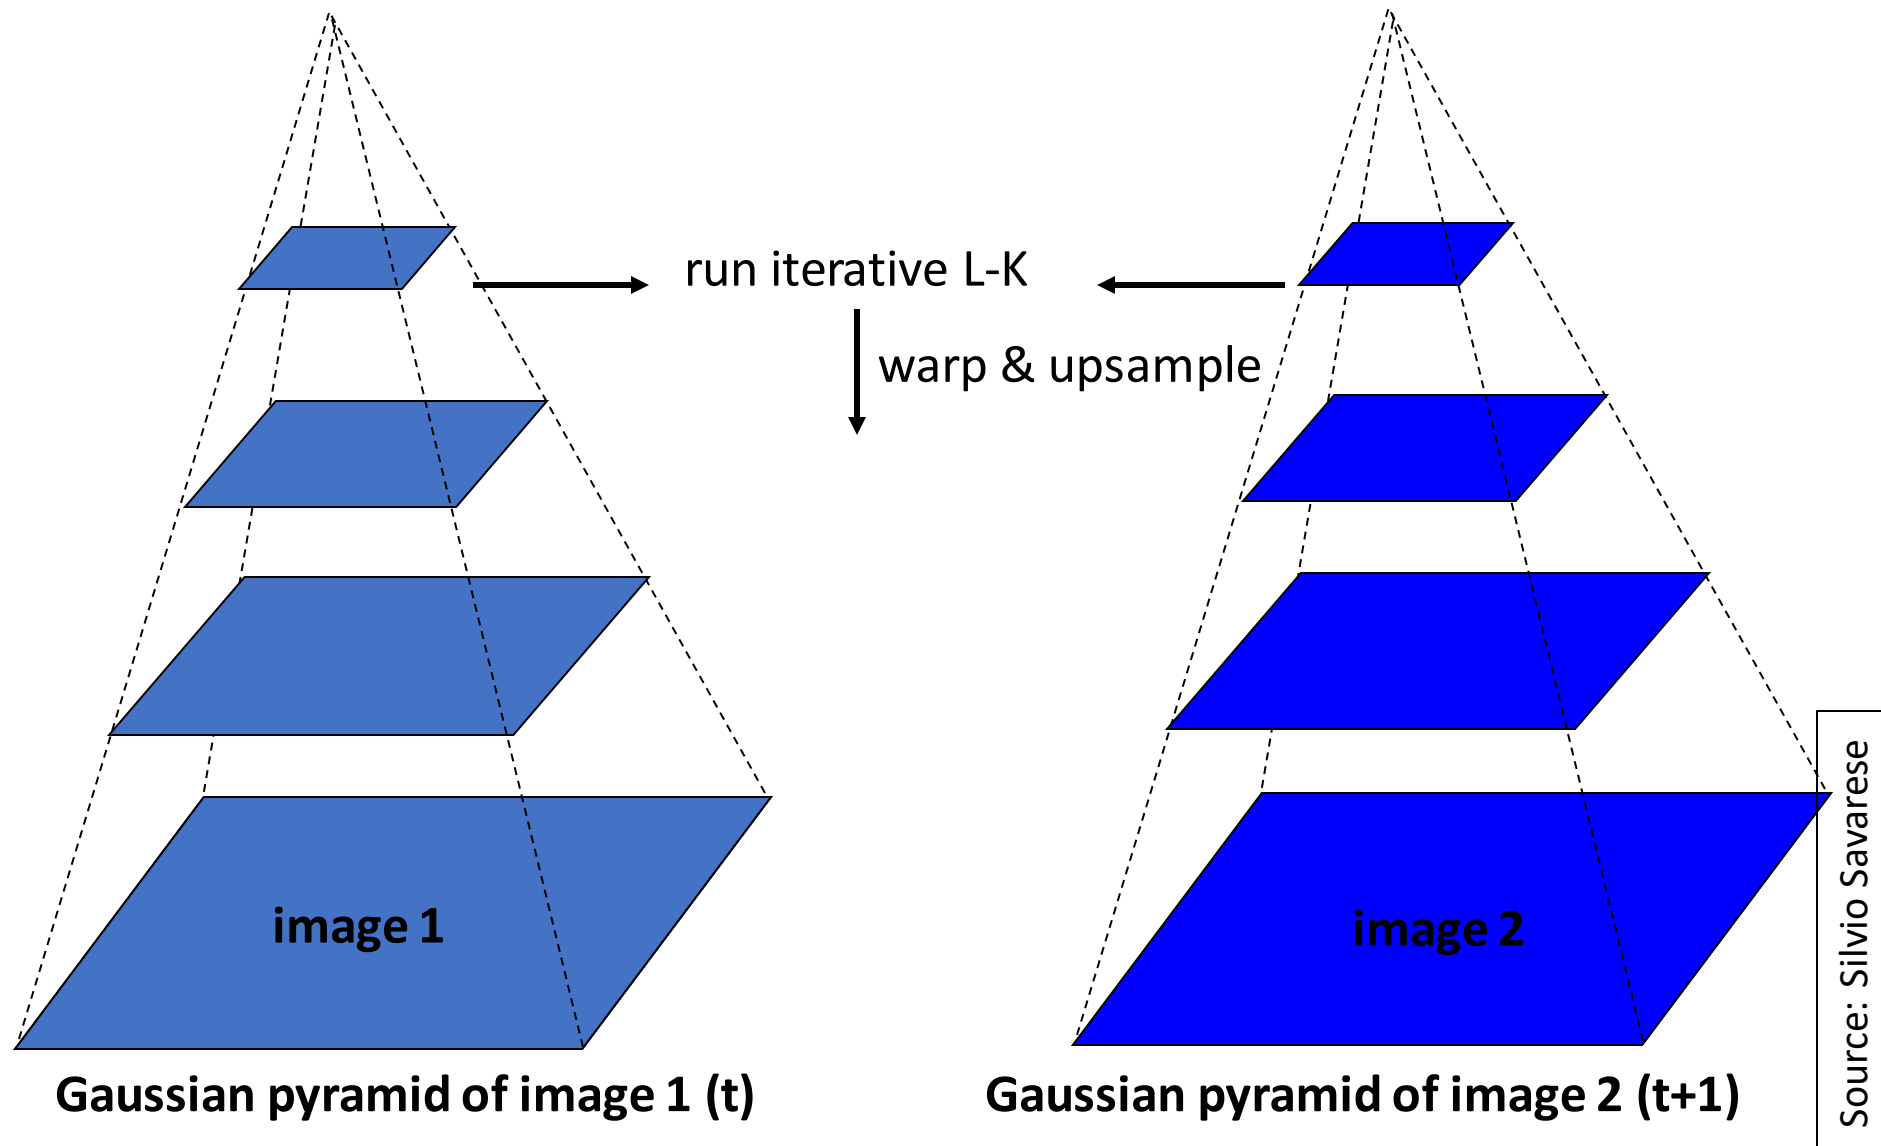 run iterative L-K
warp & upsample
image 1
image 2
Gaussian pyramid of image 1 (t)
Gaussian pyramid of image 2 (t+1)
Source: Silvio Savarese